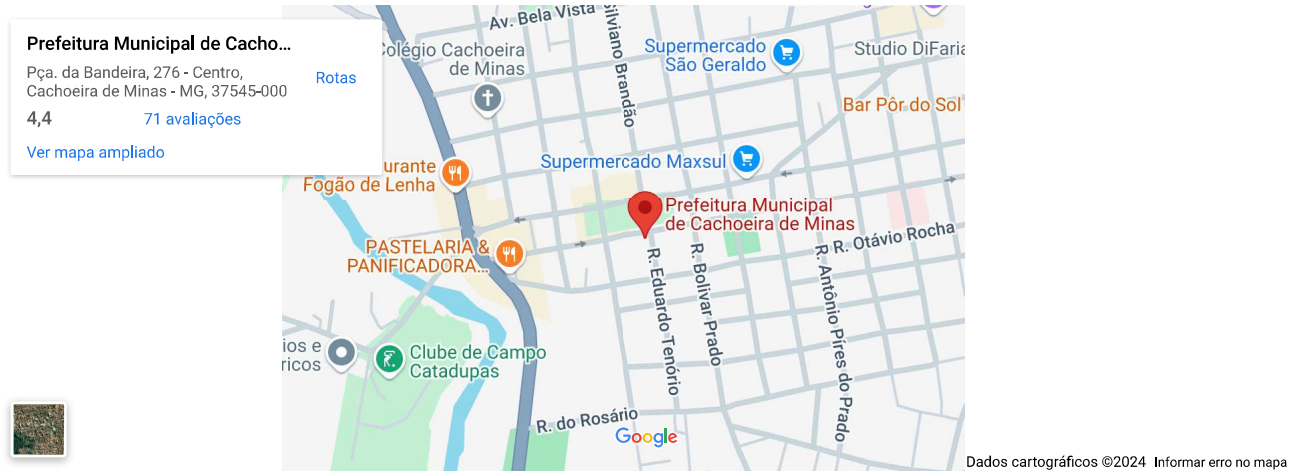 Prefeitura Municipal de Cacho...
Pça. da Bandeira, 276 - Centro,
Cachoeira de Minas - MG, 37545-000
Rotas
4,4
71 avaliações
Ver mapa ampliado
Av. Bela Vista
Silviano Brandão
Colégio Cachoeira
de Minas
Supermercado
São Geraldo
Studio DiFaria
Bar Pôr do Sol
Supermercado Maxsul
Fogão de Lenha
Prefeitura Municipal
de Cachoeira de Minas
R. Otávio Rocha
PASTELARIA &
PANIFICADORA...
R. Eduardo Tenório
R. Bolivar Prado
R. Antônio Píres do Prado
Clube de Campo
Catadupas
R. do Rosário
Google
Dados cartográficos ©2024
Informar erro no mapa